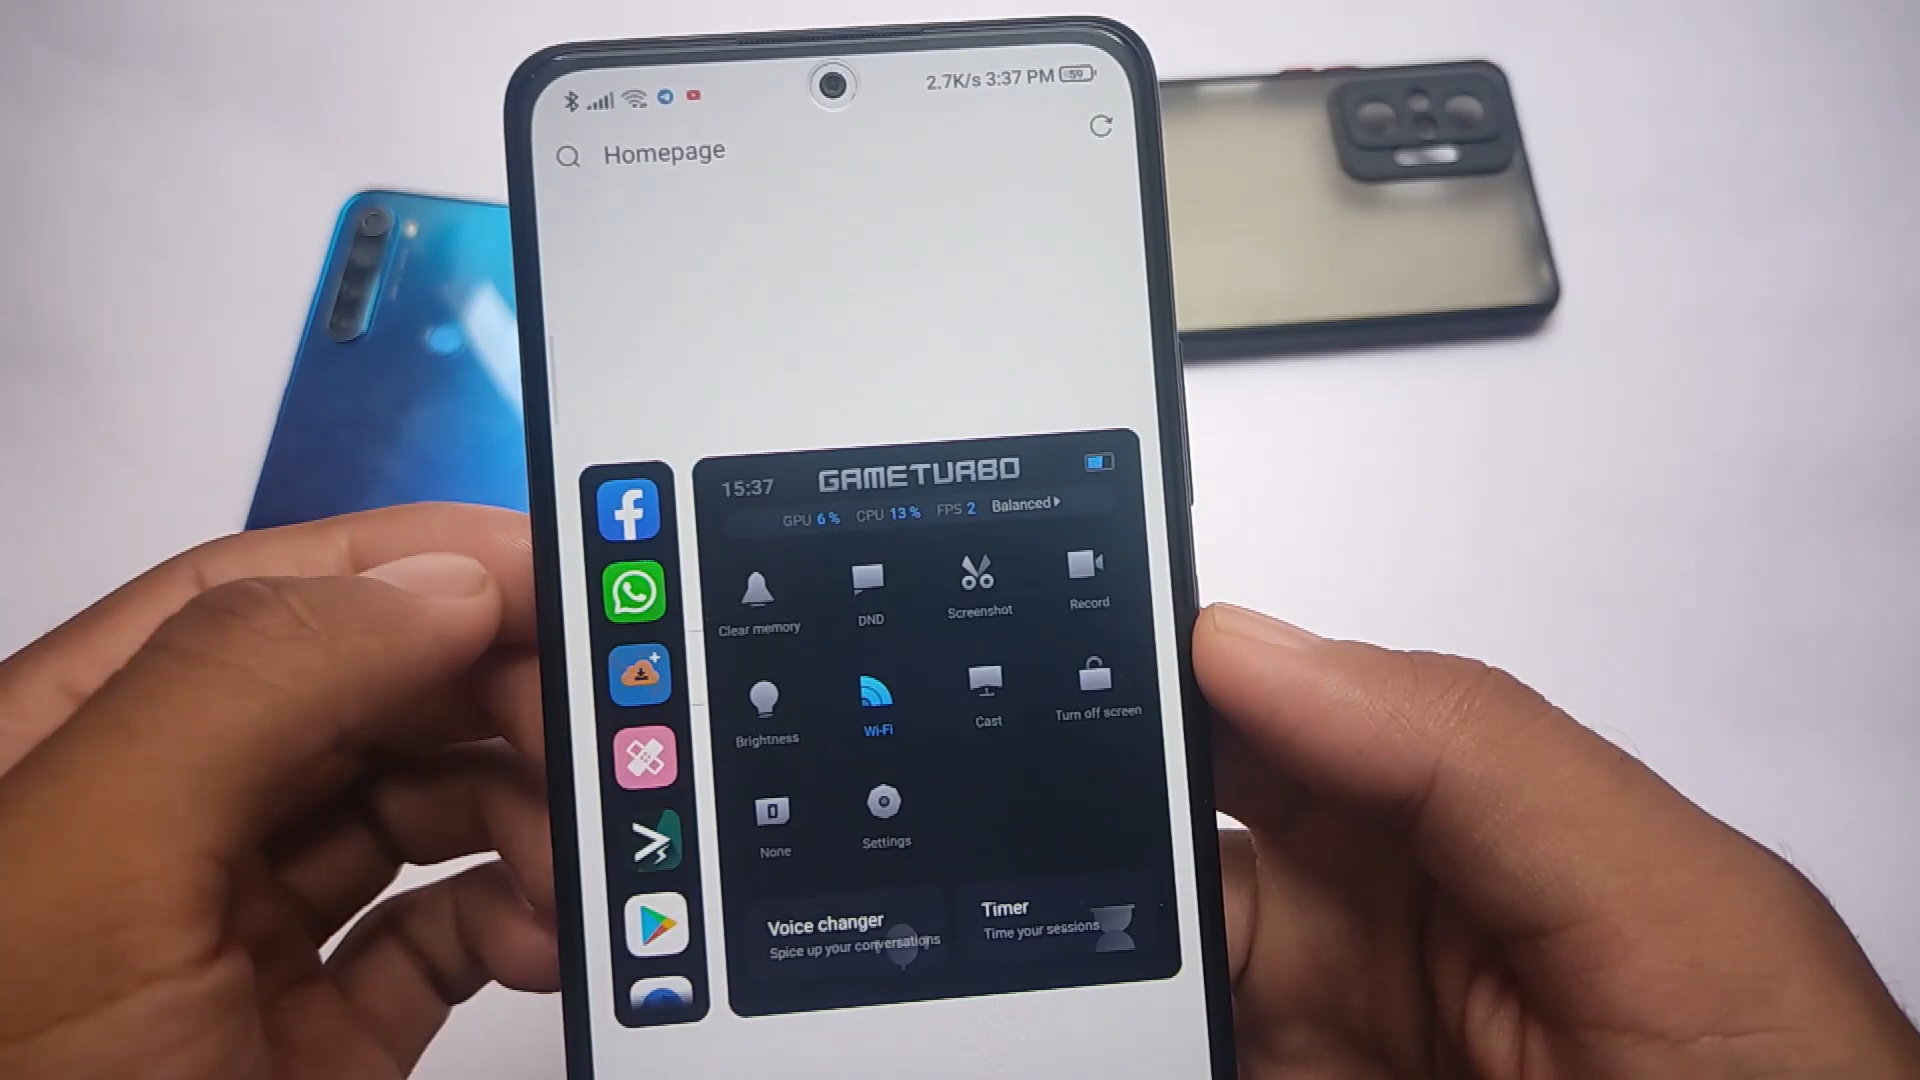 2.7K/s 3:37 PM 59
Homepage
15:37 GAMETURBO
GPU 6% CPU 13% FPS 2 Balanced
Clear memory DND Screenshot Record
Brightness Wi-Fi Cast Turn off screen
None Settings
Voice changer
Spice up your conversations
Timer
Time your sessions